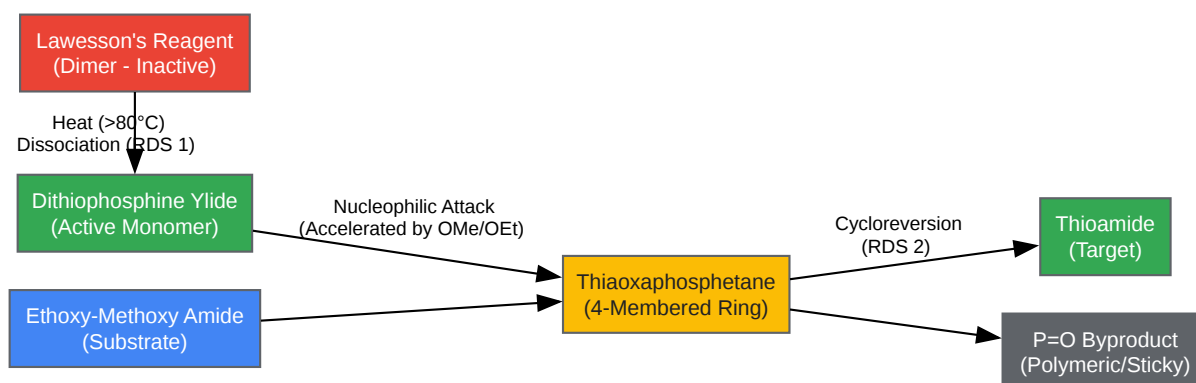 Lawesson's Reagent
(Dimer - Inactive)
Heat (>80°C)
Dissociation (RDS 1)
Dithiophosphine Ylide
(Active Monomer)
Nucleophilic Attack
(Accelerated by OMe/OEt)
Ethoxy-Methoxy Amide
(Substrate)
Thiaoxaphosphetane
(4-Membered Ring)
Cycloreversion
(RDS 2)
Thioamide
(Target)
P=O Byproduct
(Polymeric/Sticky)